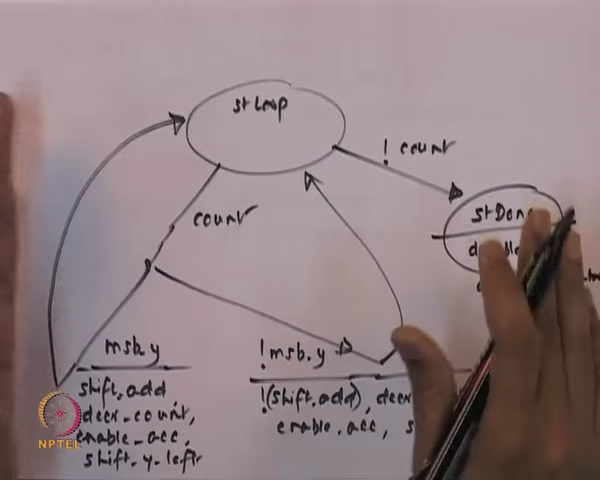 stLoop
! count
count
stDone
msb.y
shift.add,
decr.count,
enable.acc,
shift.y.left
!msb.y
!(shift.add), decr
enable.acc, s
NPTEL